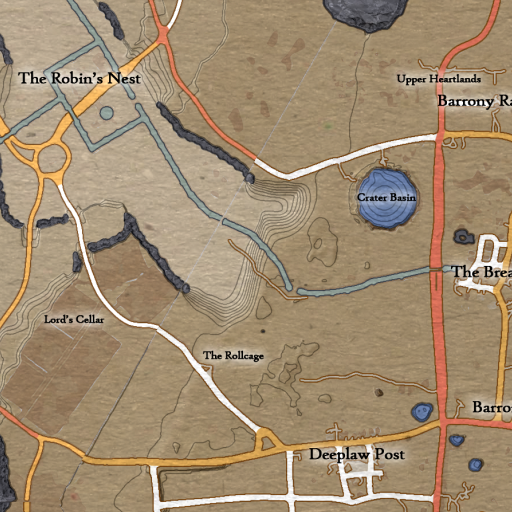 The Robin's Nest
Upper Heartlands
Barrony Ra
Crater Basin
The Brea
Lord's Cellar
The Rollcage
Barro
Deeplaw Post